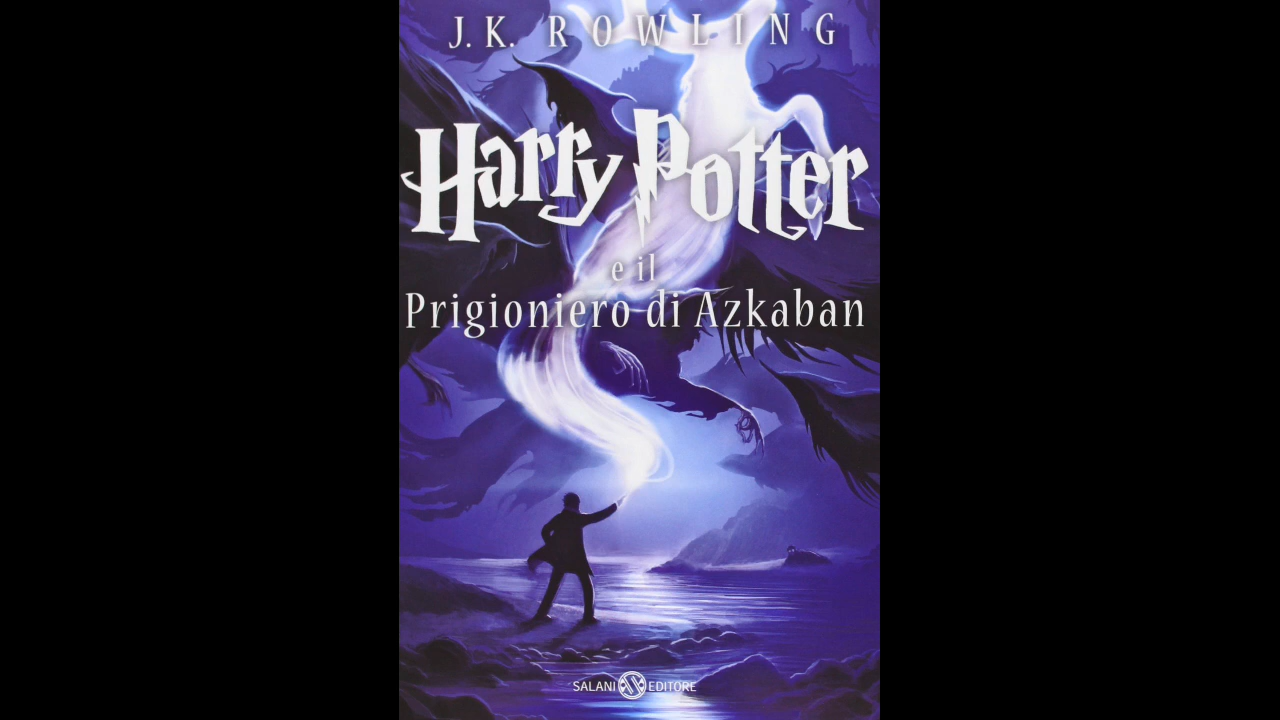 J. K. ROWLING
Harry Potter
e il
Prigioniero di Azkaban
SALANI EDITORE